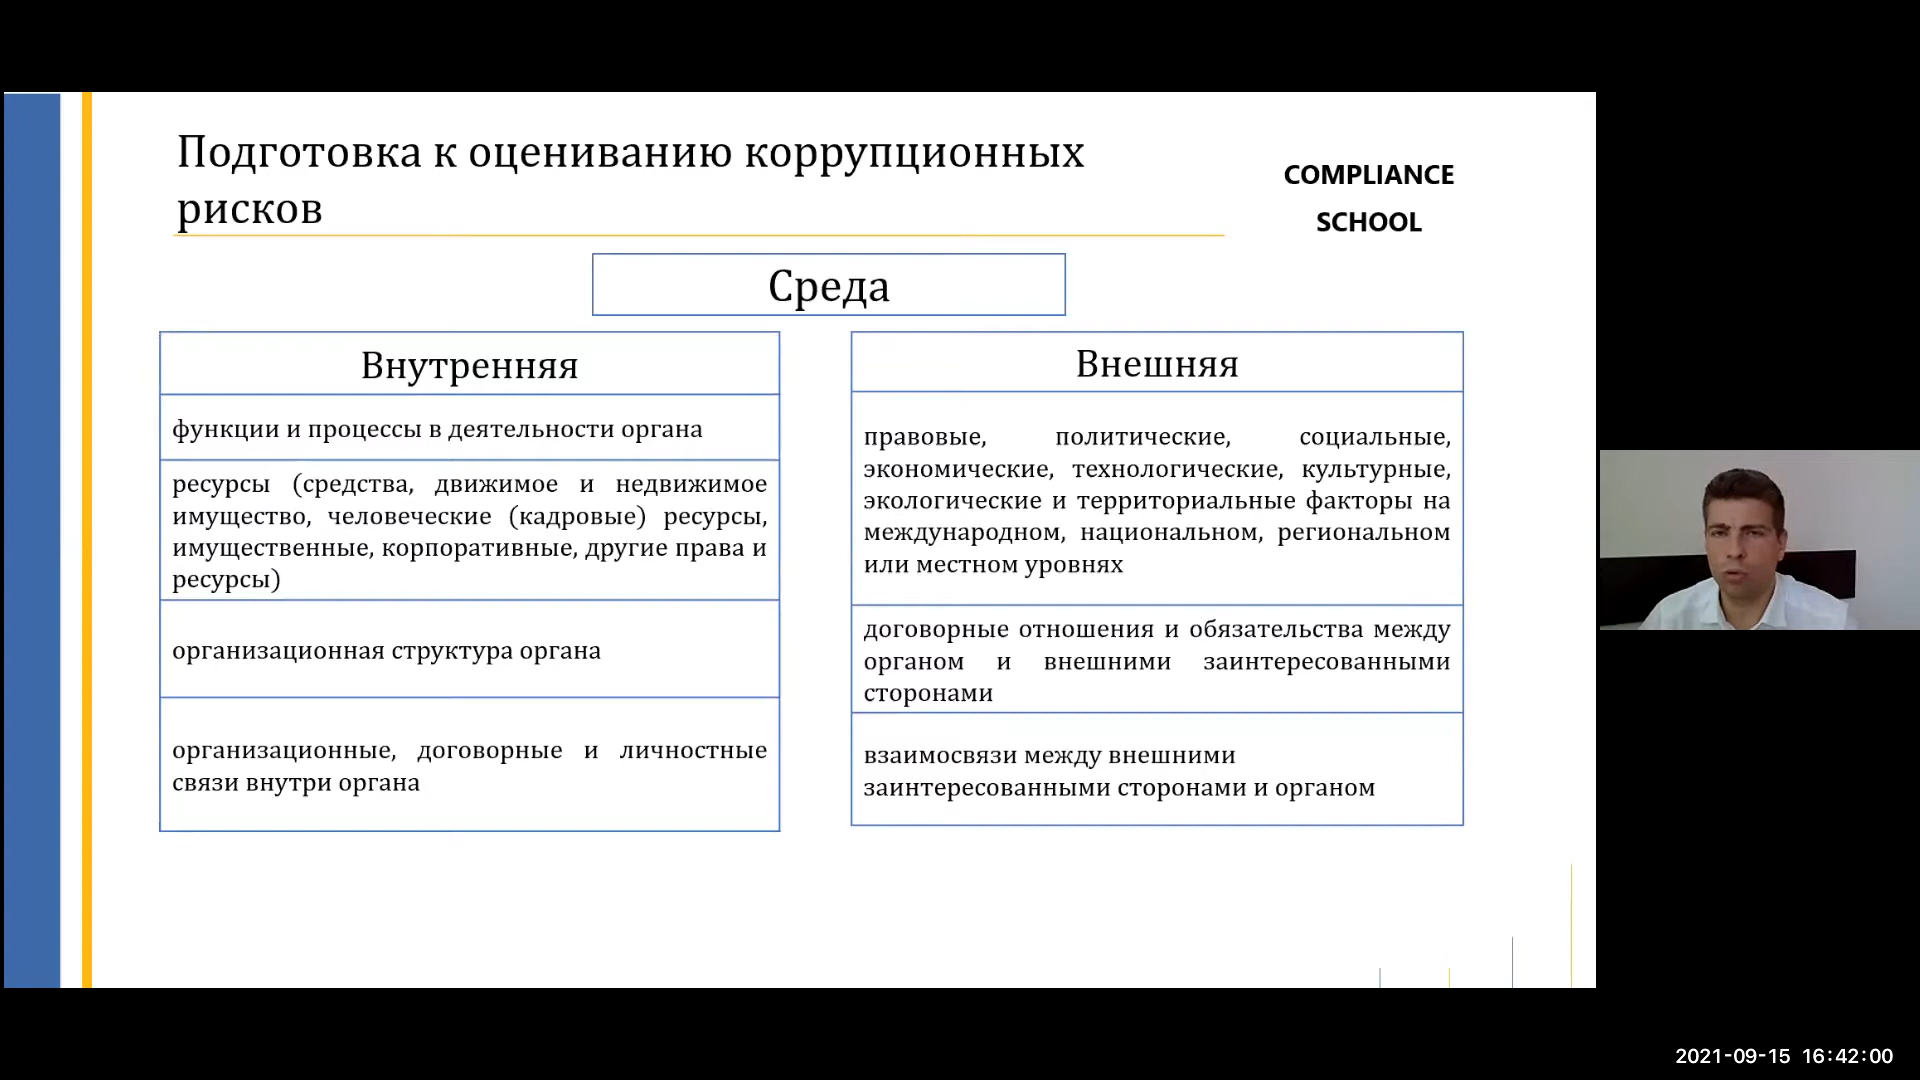 Подготовка к оцениванию коррупционных
рисков
COMPLIANCE
SCHOOL
Среда
Внутренняя
функции и процессы в деятельности органа
ресурсы (средства, движимое и недвижимое
имущество, человеческие (кадровые) ресурсы,
имущественные, корпоративные, другие права и
ресурсы)
организационная структура органа
организационные, договорные и личностные
связи внутри органа
Внешняя
правовые, политические, социальные,
экономические, технологические, культурные,
экологические и территориальные факторы на
международном, национальном, региональном
или местном уровнях
договорные отношения и обязательства между
органом и внешними заинтересованными
сторонами
взаимосвязи между внешними
заинтересованными сторонами и органом
2021-09-15 16:42:00